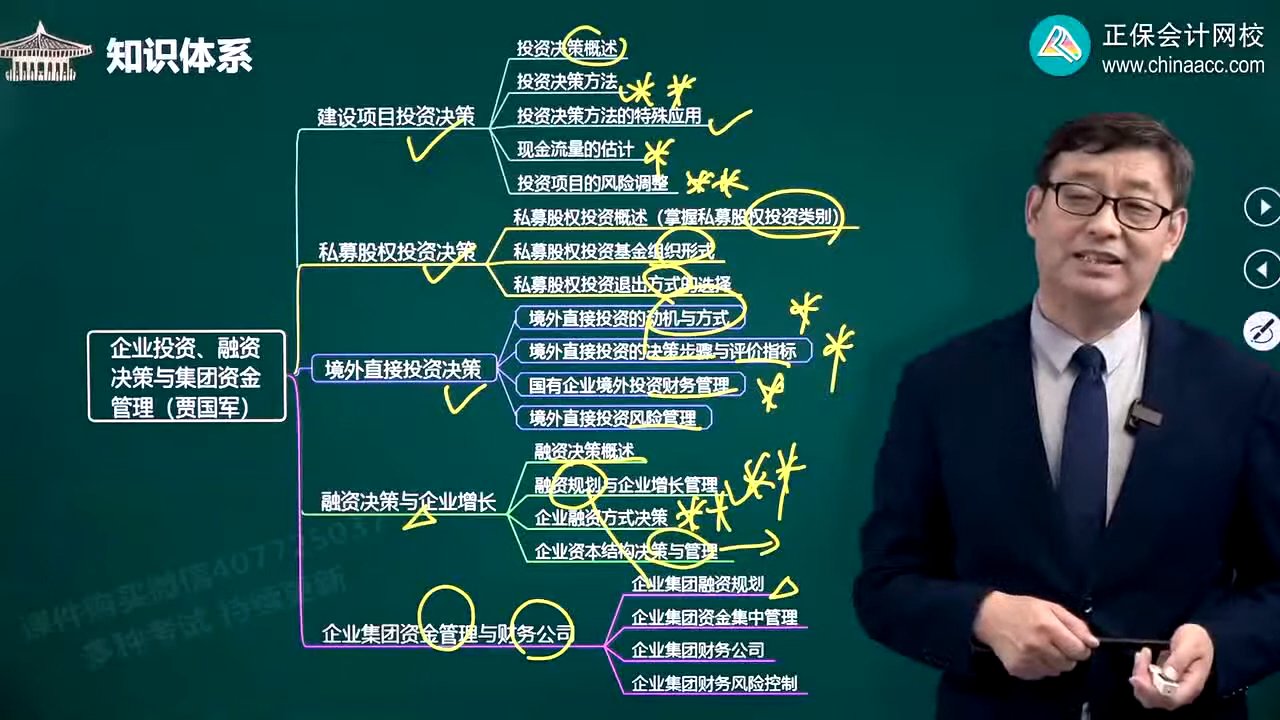 知识体系
正保会计网校
www.chinaacc.com
企业投资、融资
决策与集团资金
管理（贾国军）
建设项目投资决策
投资决策概述
投资决策方法
投资决策方法的特殊应用
现金流量的估计
投资项目的风险调整
私募股权投资决策
私募股权投资概述（掌握私募股权投资类别）
私募股权投资基金组织形式
私募股权投资退出方式的选择
境外直接投资决策
境外直接投资的动机与方式
境外直接投资的决策步骤与评价指标
国有企业境外投资财务管理
境外直接投资风险管理
融资决策与企业增长
融资决策概述
融资规划与企业增长管理
企业融资方式决策
企业资本结构决策与管理
企业集团资金管理与财务公司
企业集团融资规划
企业集团资金集中管理
企业集团财务公司
企业集团财务风险控制